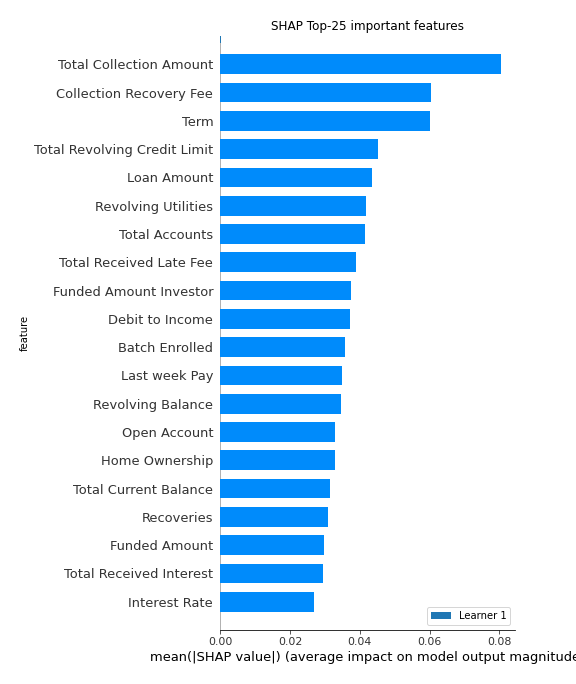 SHAP Top-25 important features
Total Collection Amount
Collection Recovery Fee
Term
Total Revolving Credit Limit
Loan Amount
Revolving Utilities
Total Accounts
Total Received Late Fee
Funded Amount Investor
Debit to Income
Batch Enrolled
Last week Pay
Revolving Balance
Open Account
Home Ownership
Total Current Balance
Recoveries
Funded Amount
Total Received Interest
Interest Rate
feature
Learner 1
0.00 0.02 0.04 0.06 0.08
mean(|SHAP value|) (average impact on model output magnitude